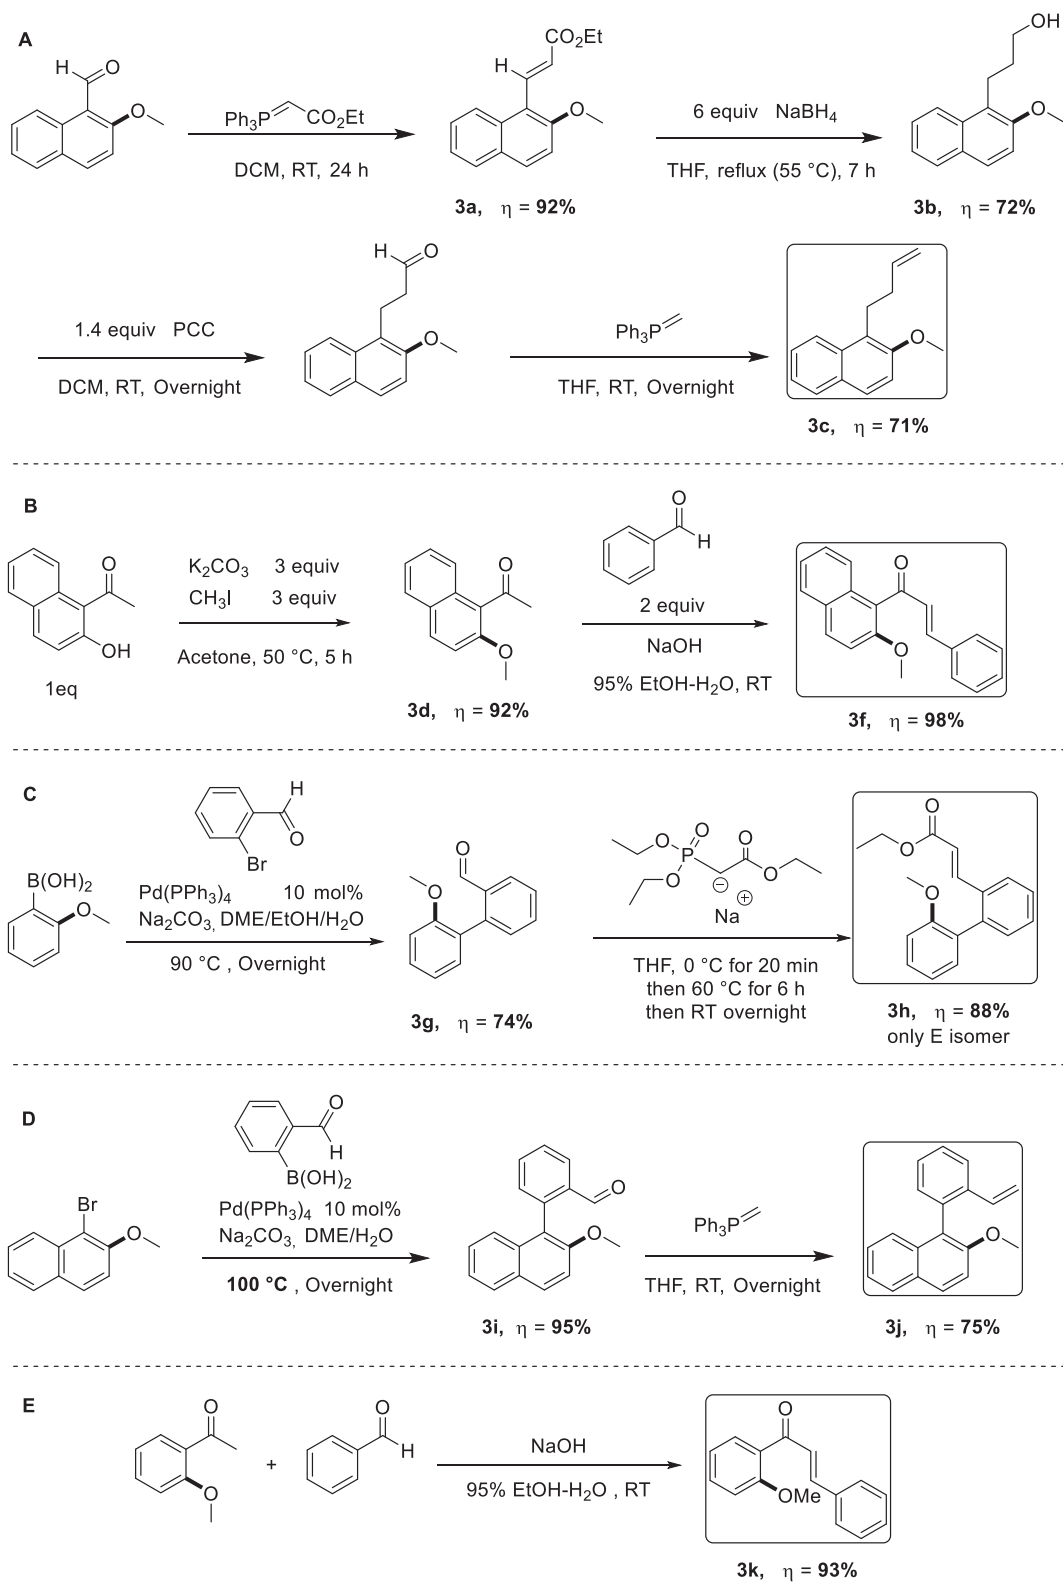 A
H O
O
Ph3P CO2Et
DCM, RT, 24 h
CO2Et
H
O
3a, η = 92%
6 equiv NaBH4
THF, reflux (55 °C), 7 h
OH
O
3b, η = 72%
1.4 equiv PCC
DCM, RT, Overnight
H O
O
Ph3P
THF, RT, Overnight
O
3c, η = 71%
B
O
OH
1eq
K2CO3 3 equiv
CH3I 3 equiv
Acetone, 50 °C, 5 h
O
O
3d, η = 92%
O
H
2 equiv
NaOH
95% EtOH-H2O, RT
O
O
3f, η = 98%
C
B(OH)2
O
H
O
Br
Pd(PPh3)4 10 mol%
Na2CO3, DME/EtOH/H2O
90 °C , Overnight
O
O
3g, η = 74%
O
O P O
O O
⊖
⊕
Na
THF, 0 °C for 20 min
then 60 °C for 6 h
then RT overnight
O
O
O
3h, η = 88%
only E isomer
D
Br
O
O
H
B(OH)2
Pd(PPh3)4 10 mol%
Na2CO3, DME/H2O
100 °C , Overnight
O
O
3i, η = 95%
Ph3P
THF, RT, Overnight
O
3j, η = 75%
E
O
O
+
O
H
NaOH
95% EtOH-H2O , RT
O
OMe
3k, η = 93%